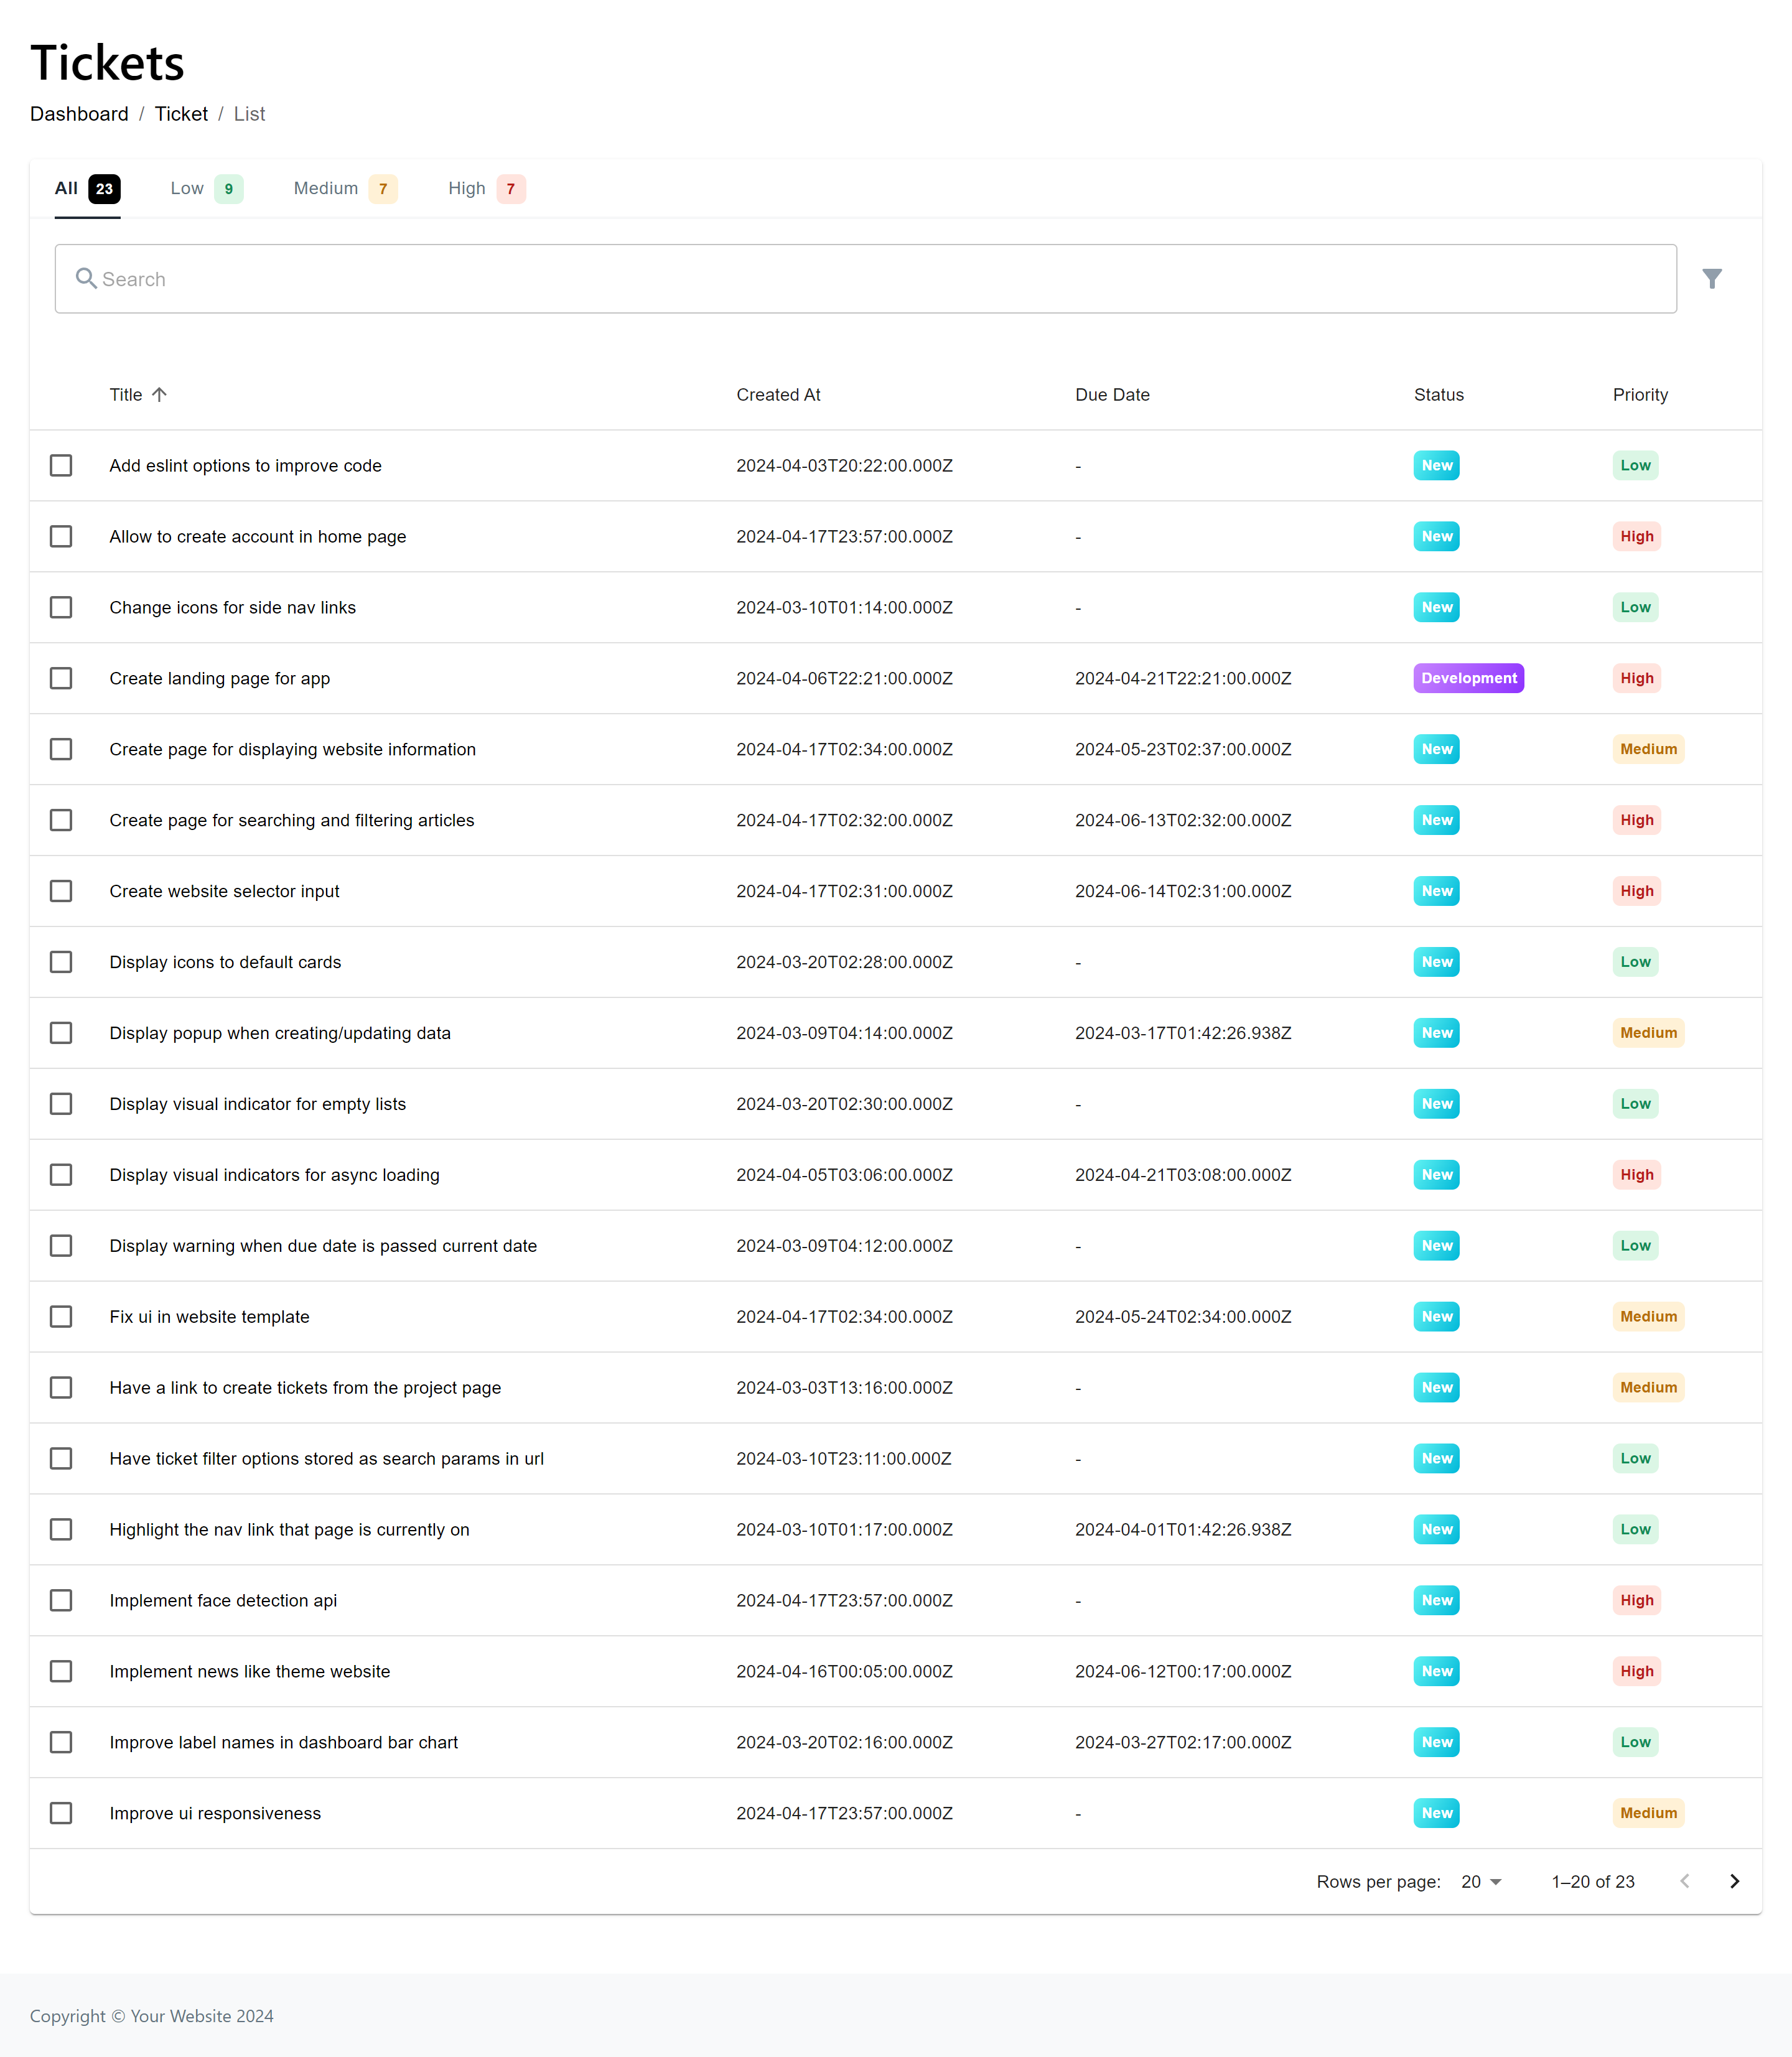 Tickets
Dashboard / Ticket / List
All 23 Low 9 Medium 7 High 7
Search
Title Created At Due Date Status Priority
Add eslint options to improve code 2024-04-03T20:22:00.000Z - New Low
Allow to create account in home page 2024-04-17T23:57:00.000Z - New High
Change icons for side nav links 2024-03-10T01:14:00.000Z - New Low
Create landing page for app 2024-04-06T22:21:00.000Z 2024-04-21T22:21:00.000Z Development High
Create page for displaying website information 2024-04-17T02:34:00.000Z 2024-05-23T02:37:00.000Z New Medium
Create page for searching and filtering articles 2024-04-17T02:32:00.000Z 2024-06-13T02:32:00.000Z New High
Create website selector input 2024-04-17T02:31:00.000Z 2024-06-14T02:31:00.000Z New High
Display icons to default cards 2024-03-20T02:28:00.000Z - New Low
Display popup when creating/updating data 2024-03-09T04:14:00.000Z 2024-03-17T01:42:26.938Z New Medium
Display visual indicator for empty lists 2024-03-20T02:30:00.000Z - New Low
Display visual indicators for async loading 2024-04-05T03:06:00.000Z 2024-04-21T03:08:00.000Z New High
Display warning when due date is passed current date 2024-03-09T04:12:00.000Z - New Low
Fix ui in website template 2024-04-17T02:34:00.000Z 2024-05-24T02:34:00.000Z New Medium
Have a link to create tickets from the project page 2024-03-03T13:16:00.000Z - New Medium
Have ticket filter options stored as search params in url 2024-03-10T23:11:00.000Z - New Low
Highlight the nav link that page is currently on 2024-03-10T01:17:00.000Z 2024-04-01T01:42:26.938Z New Low
Implement face detection api 2024-04-17T23:57:00.000Z - New High
Implement news like theme website 2024-04-16T00:05:00.000Z 2024-06-12T00:17:00.000Z New High
Improve label names in dashboard bar chart 2024-03-20T02:16:00.000Z 2024-03-27T02:17:00.000Z New Low
Improve ui responsiveness 2024-04-17T23:57:00.000Z - New Medium
Rows per page: 20 1–20 of 23
Copyright © Your Website 2024